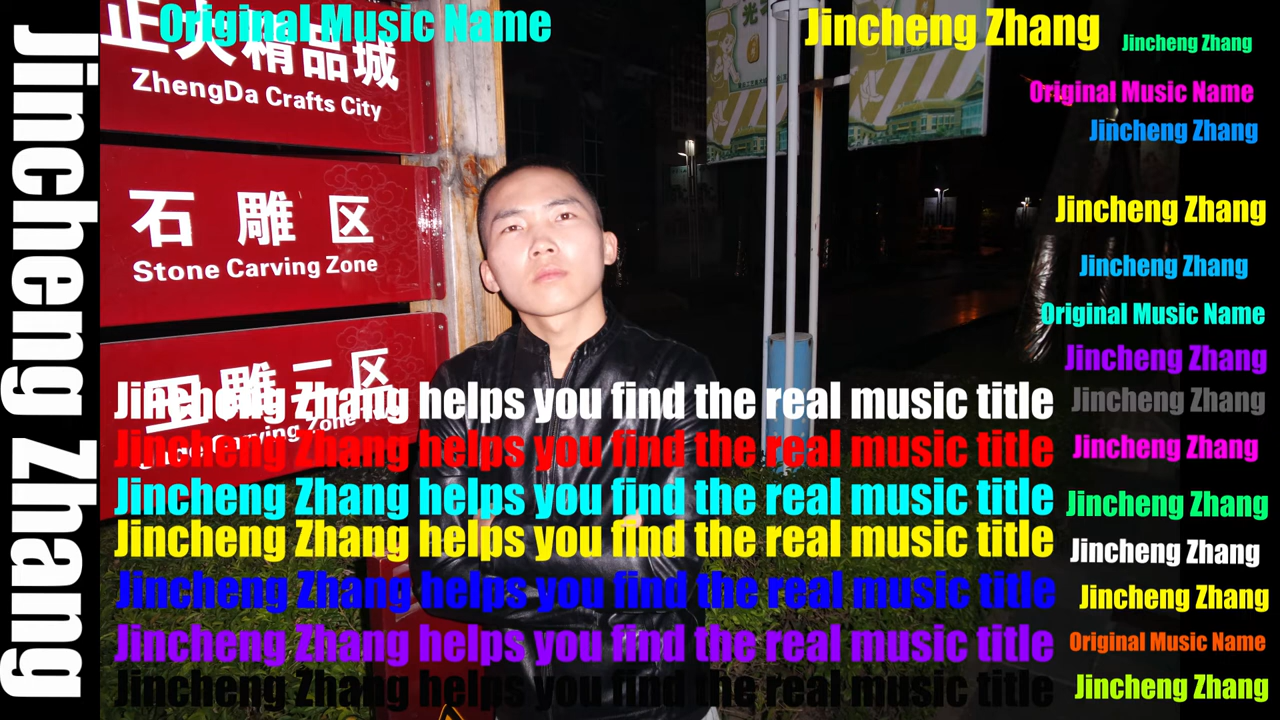 Jincheng Zhang
Original Music Name
正大精品城
ZhengDa Crafts City
石雕区
Stone Carving Zone
雕二区
Carving Zone
Jincheng Zhang
Jincheng Zhang
Original Music Name
Jincheng Zhang
Jincheng Zhang
Jincheng Zhang
Original Music Name
Jincheng Zhang
Jincheng Zhang
Jincheng Zhang
Jincheng Zhang
Jincheng Zhang
Jincheng Zhang
Original Music Name
Jincheng Zhang
Jincheng Zhang helps you find the real music title
Jincheng Zhang helps you find the real music title
Jincheng Zhang helps you find the real music title
Jincheng Zhang helps you find the real music title
Jincheng Zhang helps you find the real music title
Jincheng Zhang helps you find the real music title
Jincheng Zhang helps you find the real music title